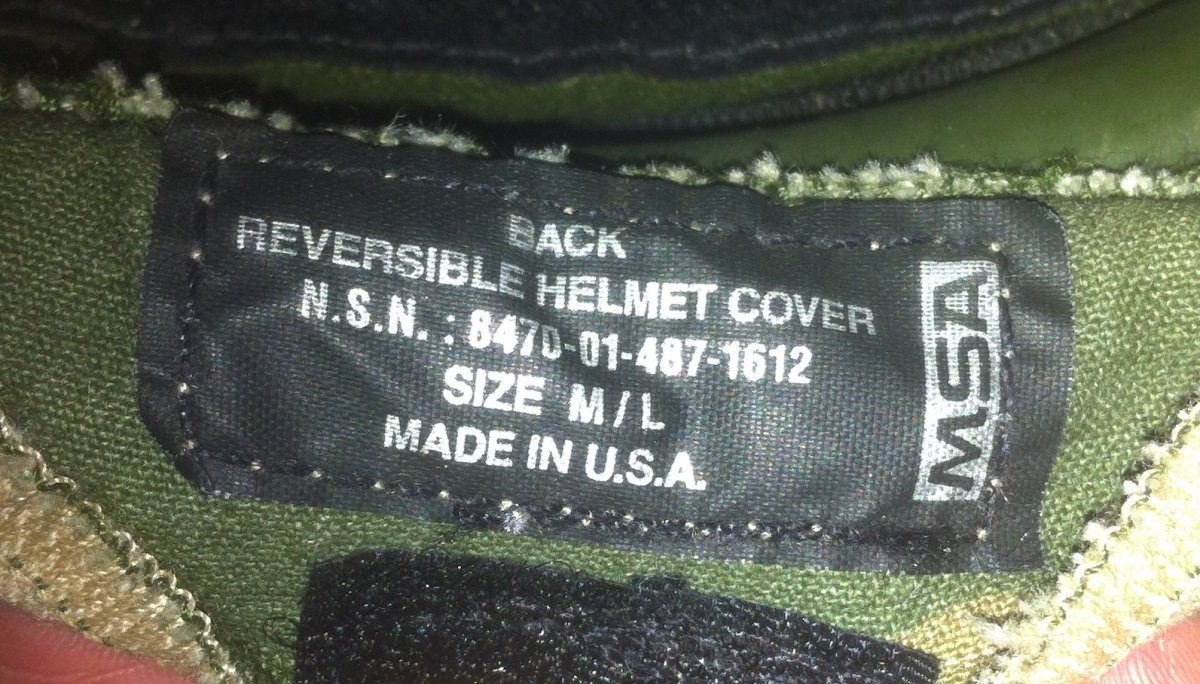 BACK
REVERSIBLE HELMET COVER
N.S.N. : 8470-01-487-1612
SIZE M/L
MADE IN U.S.A.
MSA